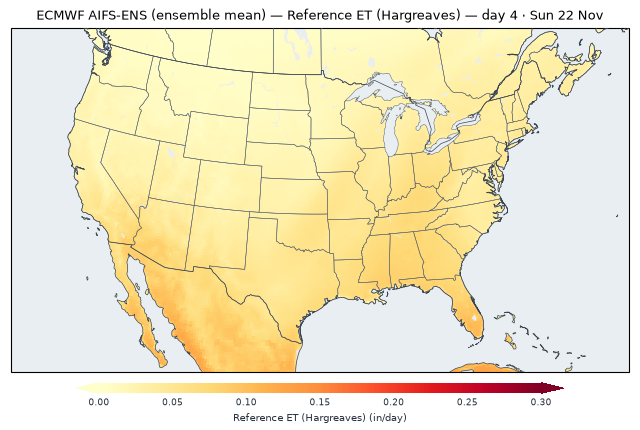 ECMWF AIFS-ENS (ensemble mean) — Reference ET (Hargreaves) — day 4 · Sun 22 Nov
0.00 0.05 0.10 0.15 0.20 0.25 0.30
Reference ET (Hargreaves) (in/day)